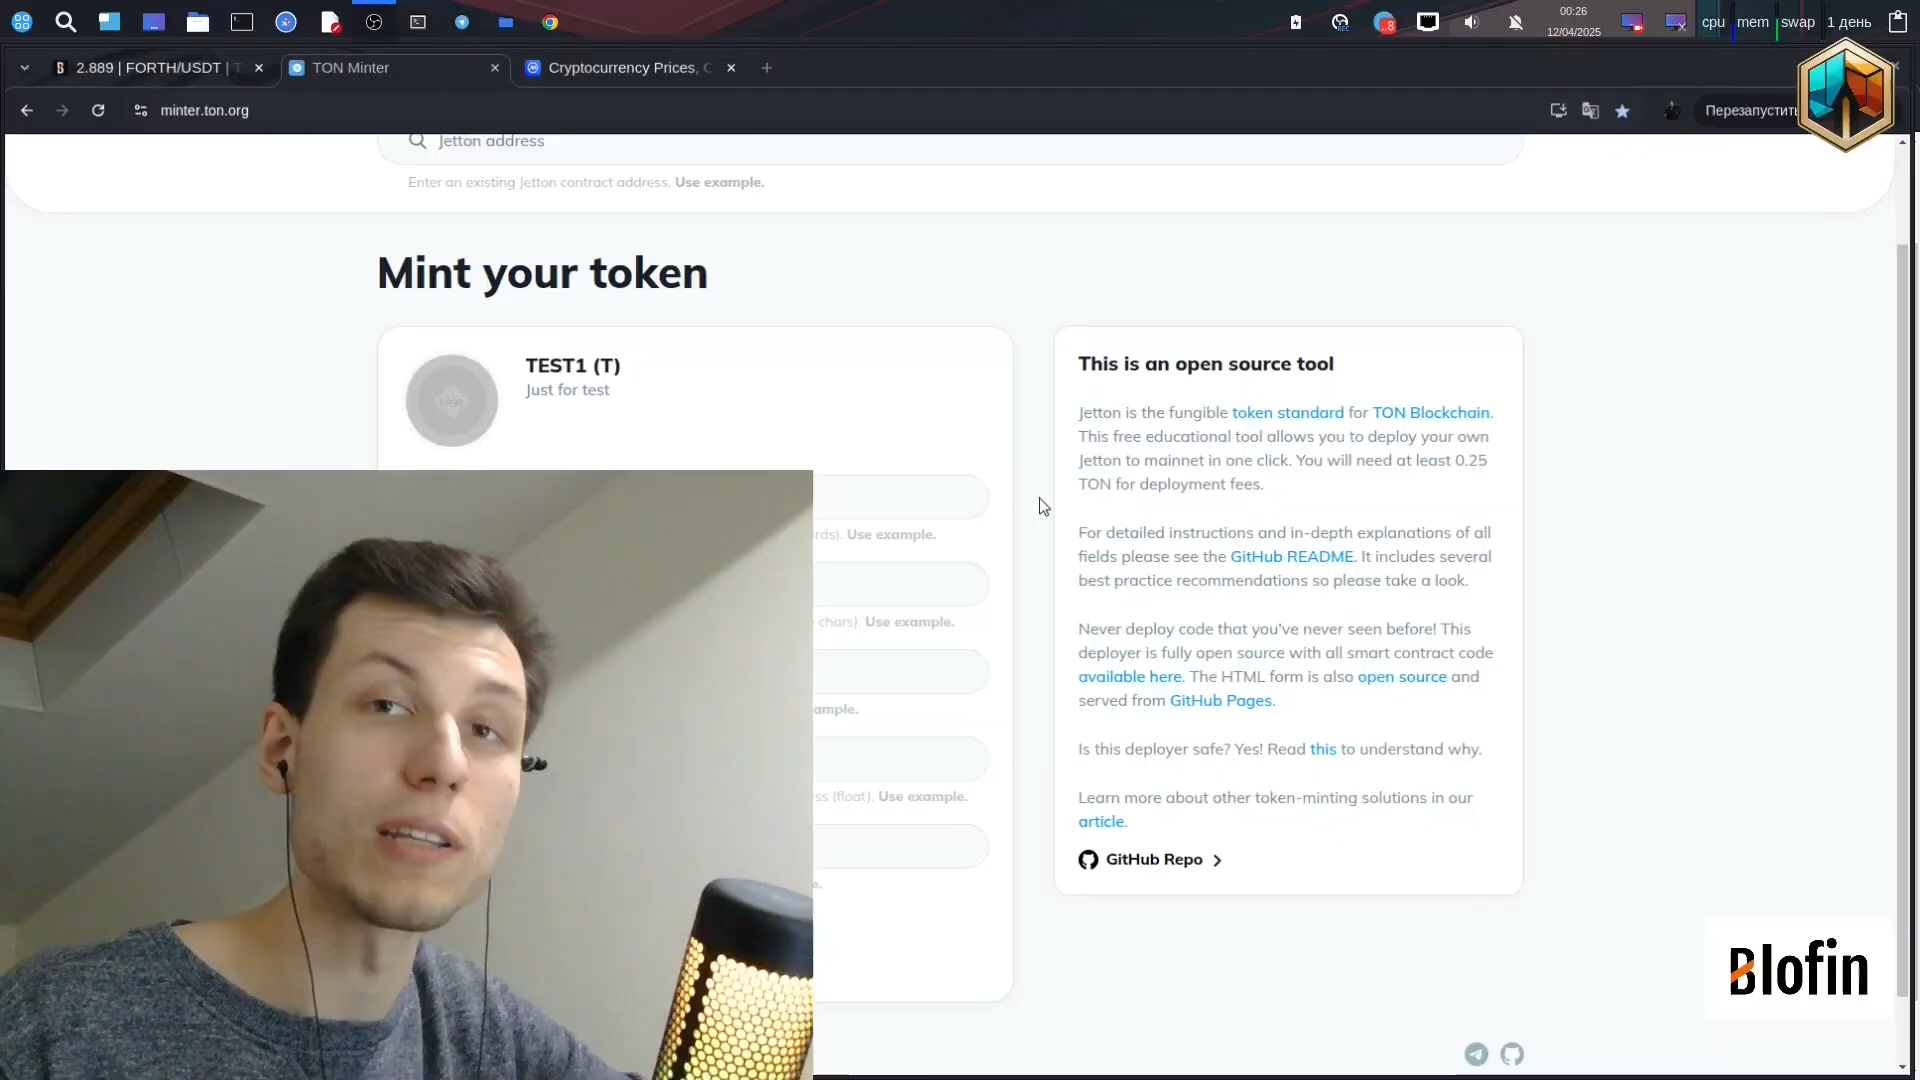 00:26
12/04/2025
cpu mem swap 1 день
2.889 | FORTH/USDT |
TON Minter
Cryptocurrency Prices,
minter.ton.org
Перезапустить
Jetton address
Enter an existing Jetton contract address. Use example.
Mint your token
TEST1 (T)
Just for test
Logo
rds). Use example.
chars). Use example.
ample.
ss (float). Use example.
e.
This is an open source tool
Jetton is the fungible token standard for TON Blockchain.
This free educational tool allows you to deploy your own
Jetton to mainnet in one click. You will need at least 0.25
TON for deployment fees.
For detailed instructions and in-depth explanations of all
fields please see the GitHub README. It includes several
best practice recommendations so please take a look.
Never deploy code that you've never seen before! This
deployer is fully open source with all smart contract code
available here. The HTML form is also open source and
served from GitHub Pages.
Is this deployer safe? Yes! Read this to understand why.
Learn more about other token-minting solutions in our
article.
GitHub Repo
Blofin